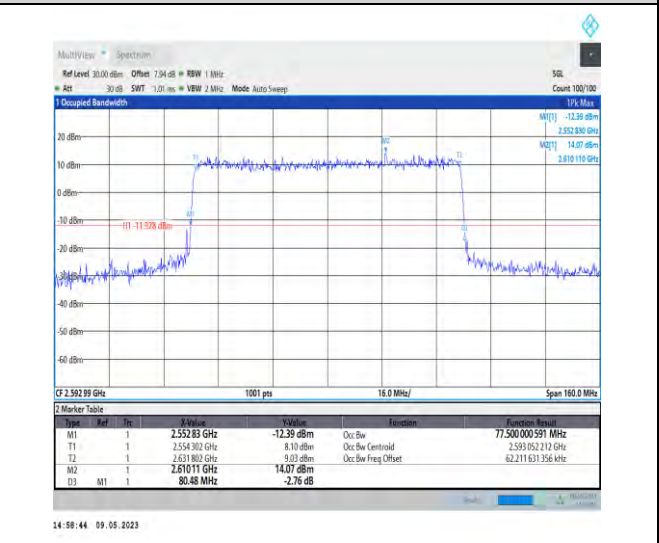 MultiView Spectrum
Ref Level 30.00 dBm Offset 7.94 dB RBW 1 MHz SGL
Att 30 dB SWT 1.01 ms VBW 2 MHz Mode Auto Sweep Count 100/100
1 Occupied Bandwidth 1Pk Max
M1[1] -12.39 dBm
2.552 830 GHz
M2[1] 14.07 dBm
2.610 110 GHz
20 dBm
M2
T1 T2
10 dBm
0 dBm
M1
-10 dBm
H1 -11.928 dBm
D3
-20 dBm
-30 dBm
-40 dBm
-50 dBm
-60 dBm
CF 2.592 99 GHz 1001 pts 16.0 MHz/ Span 160.0 MHz
2 Marker Table
Type Ref Trc X-Value Y-Value Function Function Result
M1 1 2.552 83 GHz -12.39 dBm Occ Bw 77.500 000 591 MHz
T1 1 2.554 302 GHz 8.10 dBm Occ Bw Centroid 2.593 052 212 GHz
T2 1 2.631 802 GHz 9.03 dBm Occ Bw Freq Offset 62.211 631 356 kHz
M2 1 2.610 11 GHz 14.07 dBm
D3 M1 1 80.48 MHz -2.76 dB
14:58:44 09.05.2023